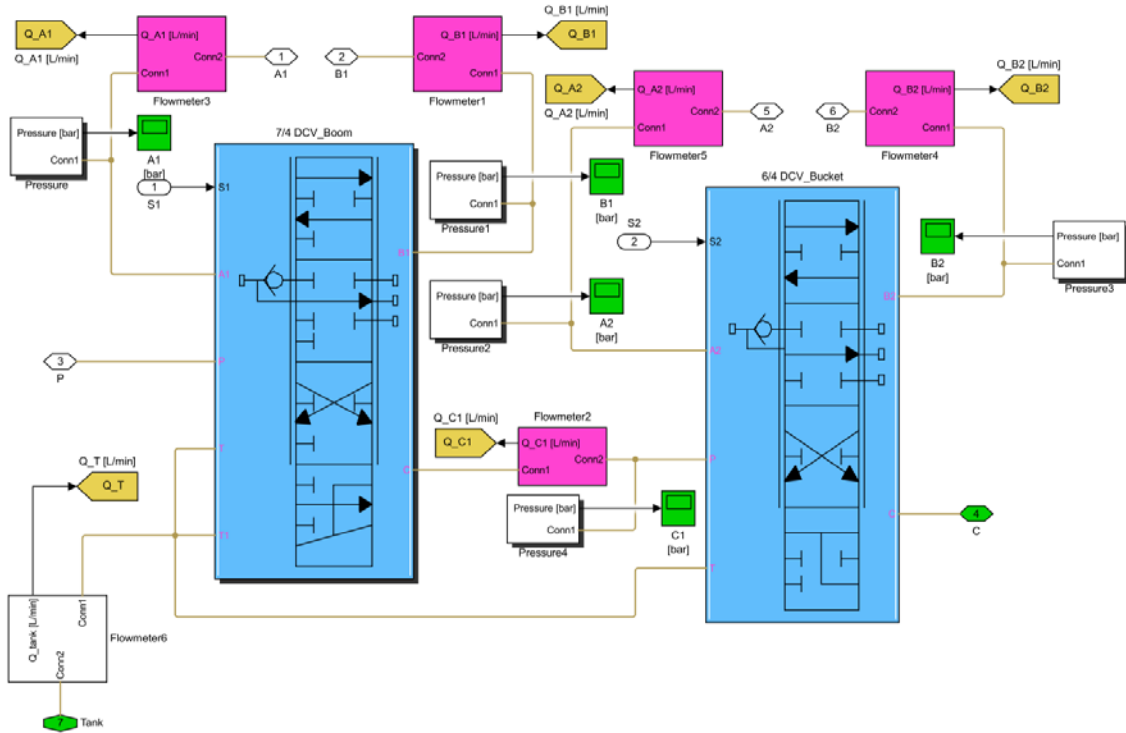 Q_A1
Q_A1 [L/min]
Q_A1 [L/min]
Conn2
Conn1
Flowmeter3
1
A1
2
B1
Q_B1 [L/min]
Q_B1 [L/min]
Conn2
Conn1
Flowmeter1
Q_B1
Q_A2
Q_A2 [L/min]
Q_A2 [L/min]
Conn2
Conn1
Flowmeter5
5
A2
6
B2
Q_B2 [L/min]
Q_B2 [L/min]
Conn2
Conn1
Flowmeter4
Q_B2
Pressure [bar]
Conn1
Pressure
A1
[bar]
1
S1
7/4 DCV_Boom
S1
A1
P
T
T1
B1
C
Pressure [bar]
Conn1
Pressure1
B1
[bar]
Pressure [bar]
Conn1
Pressure2
A2
[bar]
S2
2
6/4 DCV_Bucket
S2
A2
P
T
B2
C
B2
[bar]
Pressure [bar]
Conn1
Pressure3
3
P
Q_C1 [L/min]
Q_C1
Flowmeter2
Q_C1 [L/min]
Conn2
Conn1
Pressure [bar]
Conn1
Pressure4
C1
[bar]
4
C
Q_T [L/min]
Q_T
Q_tank [L/min]
Conn1
Conn2
Flowmeter6
7
Tank